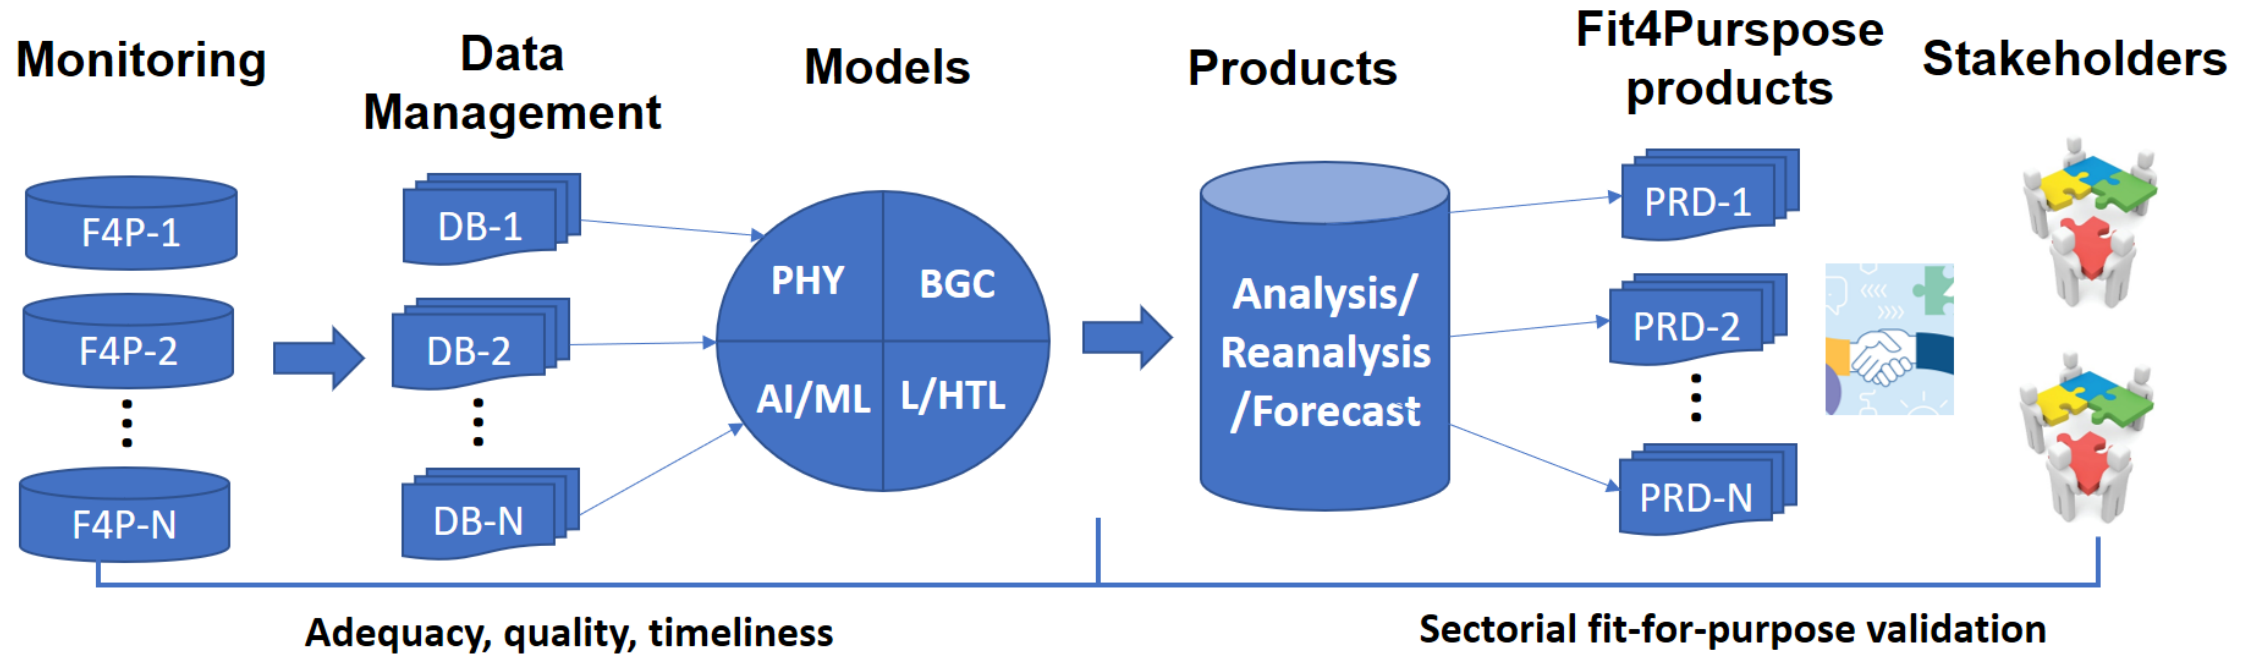 Monitoring
Data
Management
Models
Products
Fit4Purspose
products
Stakeholders
F4P-1
F4P-2
F4P-N
DB-1
DB-2
DB-N
PHY
BGC
AI/ML
L/HTL
Analysis/
Reanalysis
/Forecast
PRD-1
PRD-2
PRD-N
Adequacy, quality, timeliness
Sectorial fit-for-purpose validation